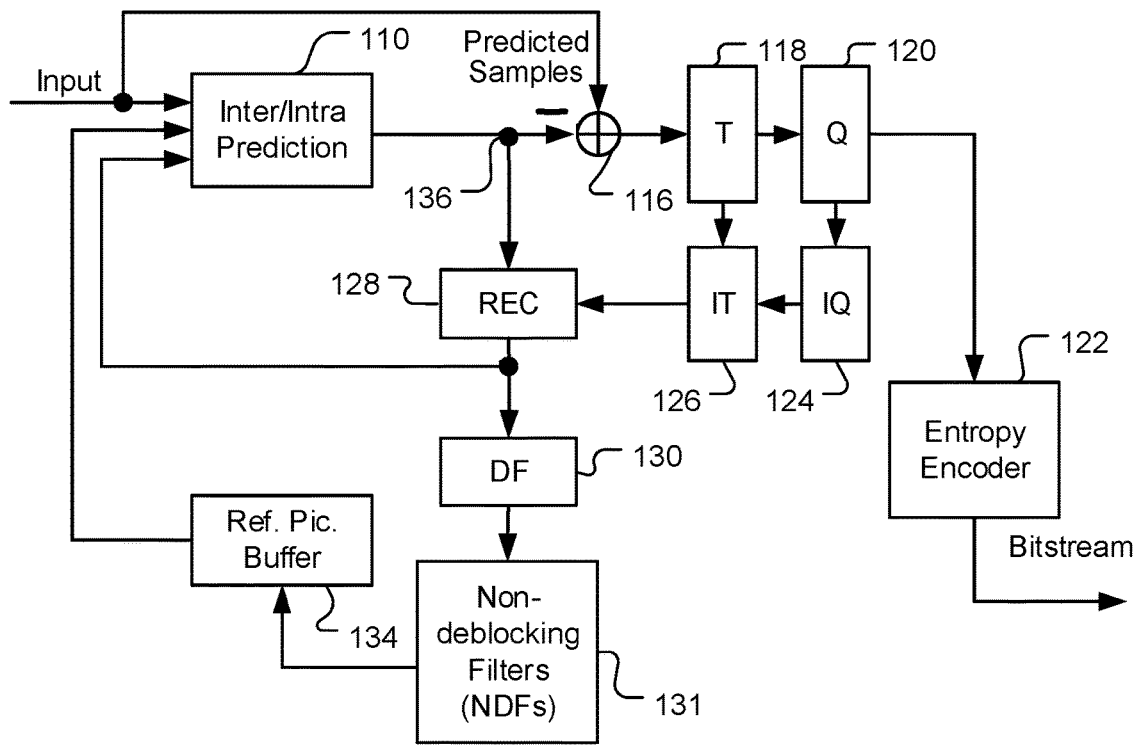 110
Predicted
Samples
118
120
Input
Inter/Intra
Prediction
T
Q
136
116
128
REC
IT
IQ
126
124
122
Entropy
Encoder
DF
130
Ref. Pic.
Buffer
Bitstream
134
Non-
deblocking
Filters
(NDFs)
131